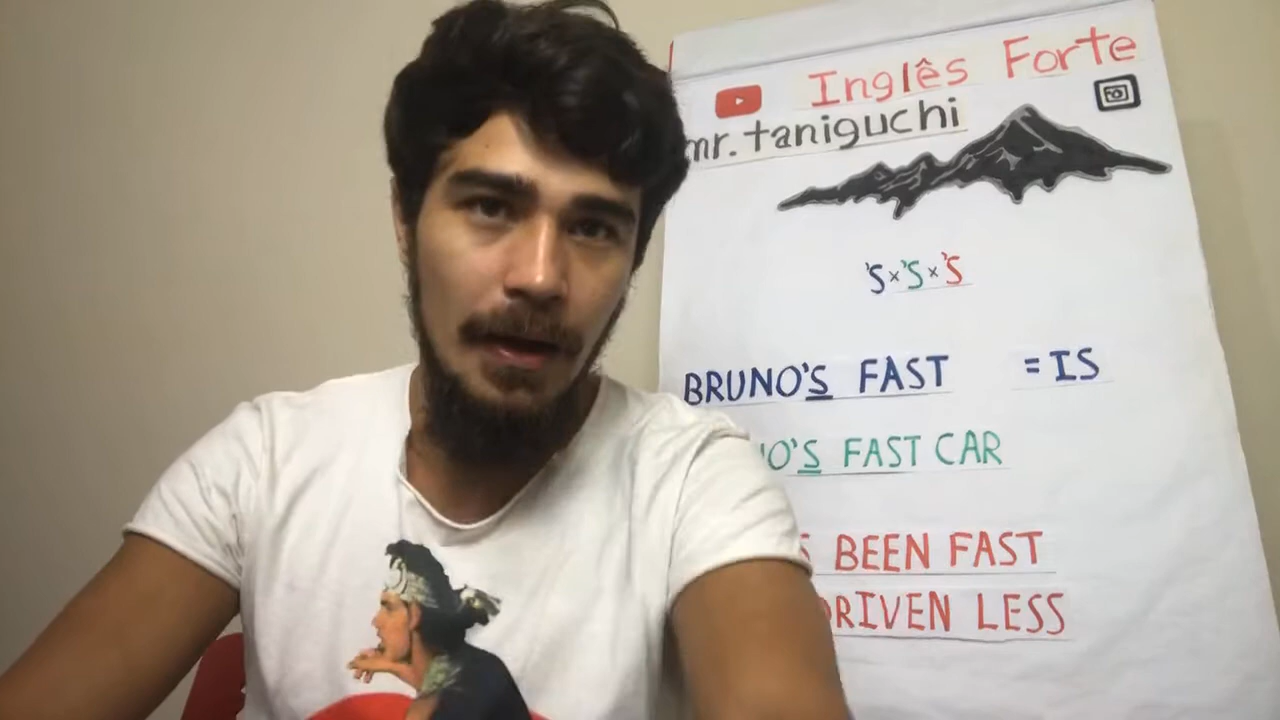 Inglês Forte
mr.taniguchi
'S × 'S × 'S
BRUNO'S FAST = IS
'S FAST CAR
BEEN FAST
DRIVEN LESS